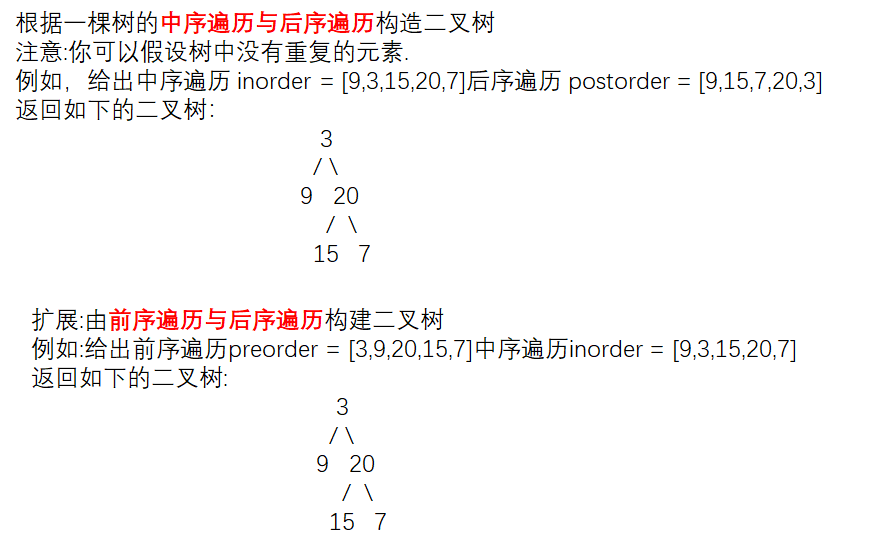 根据一棵树的中序遍历与后序遍历构造二叉树
注意:你可以假设树中没有重复的元素.
例如，给出中序遍历 inorder = [9,3,15,20,7]后序遍历 postorder = [9,15,7,20,3]
返回如下的二叉树:
3
/ \
9 20
/ \
15 7
扩展:由前序遍历与后序遍历构建二叉树
例如:给出前序遍历preorder = [3,9,20,15,7]中序遍历inorder = [9,3,15,20,7]
返回如下的二叉树:
3
/ \
9 20
/ \
15 7